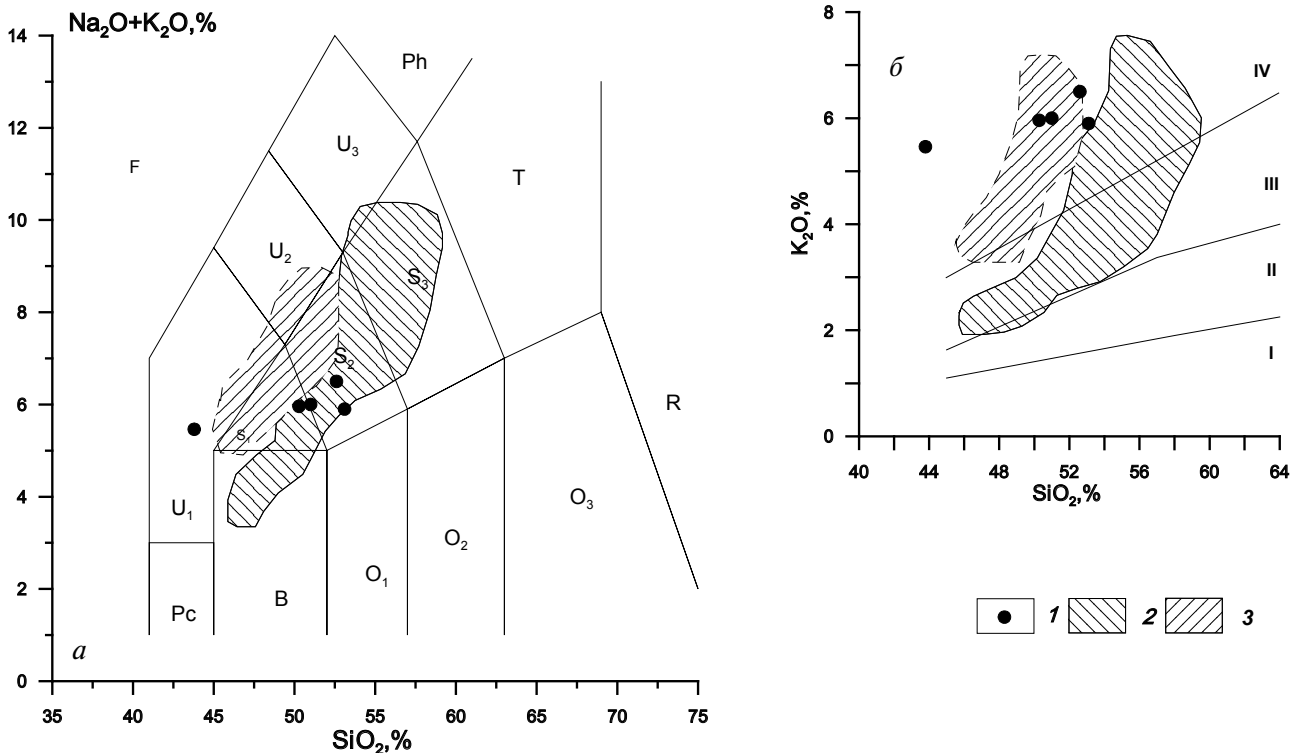 Na₂O+K₂O,%
14
12
10
8
6
4
2
0
F
Ph
U₃
T
U₂
S₃
S₂
S₁
R
U₁
O₃
O₂
O₁
B
Pc
а
35 40 45 50 55 60 65 70 75
SiO₂,%
K₂O,%
8
6
4
2
0
б
IV
III
II
I
40 44 48 52 56 60 64
SiO₂,%
1 2 3